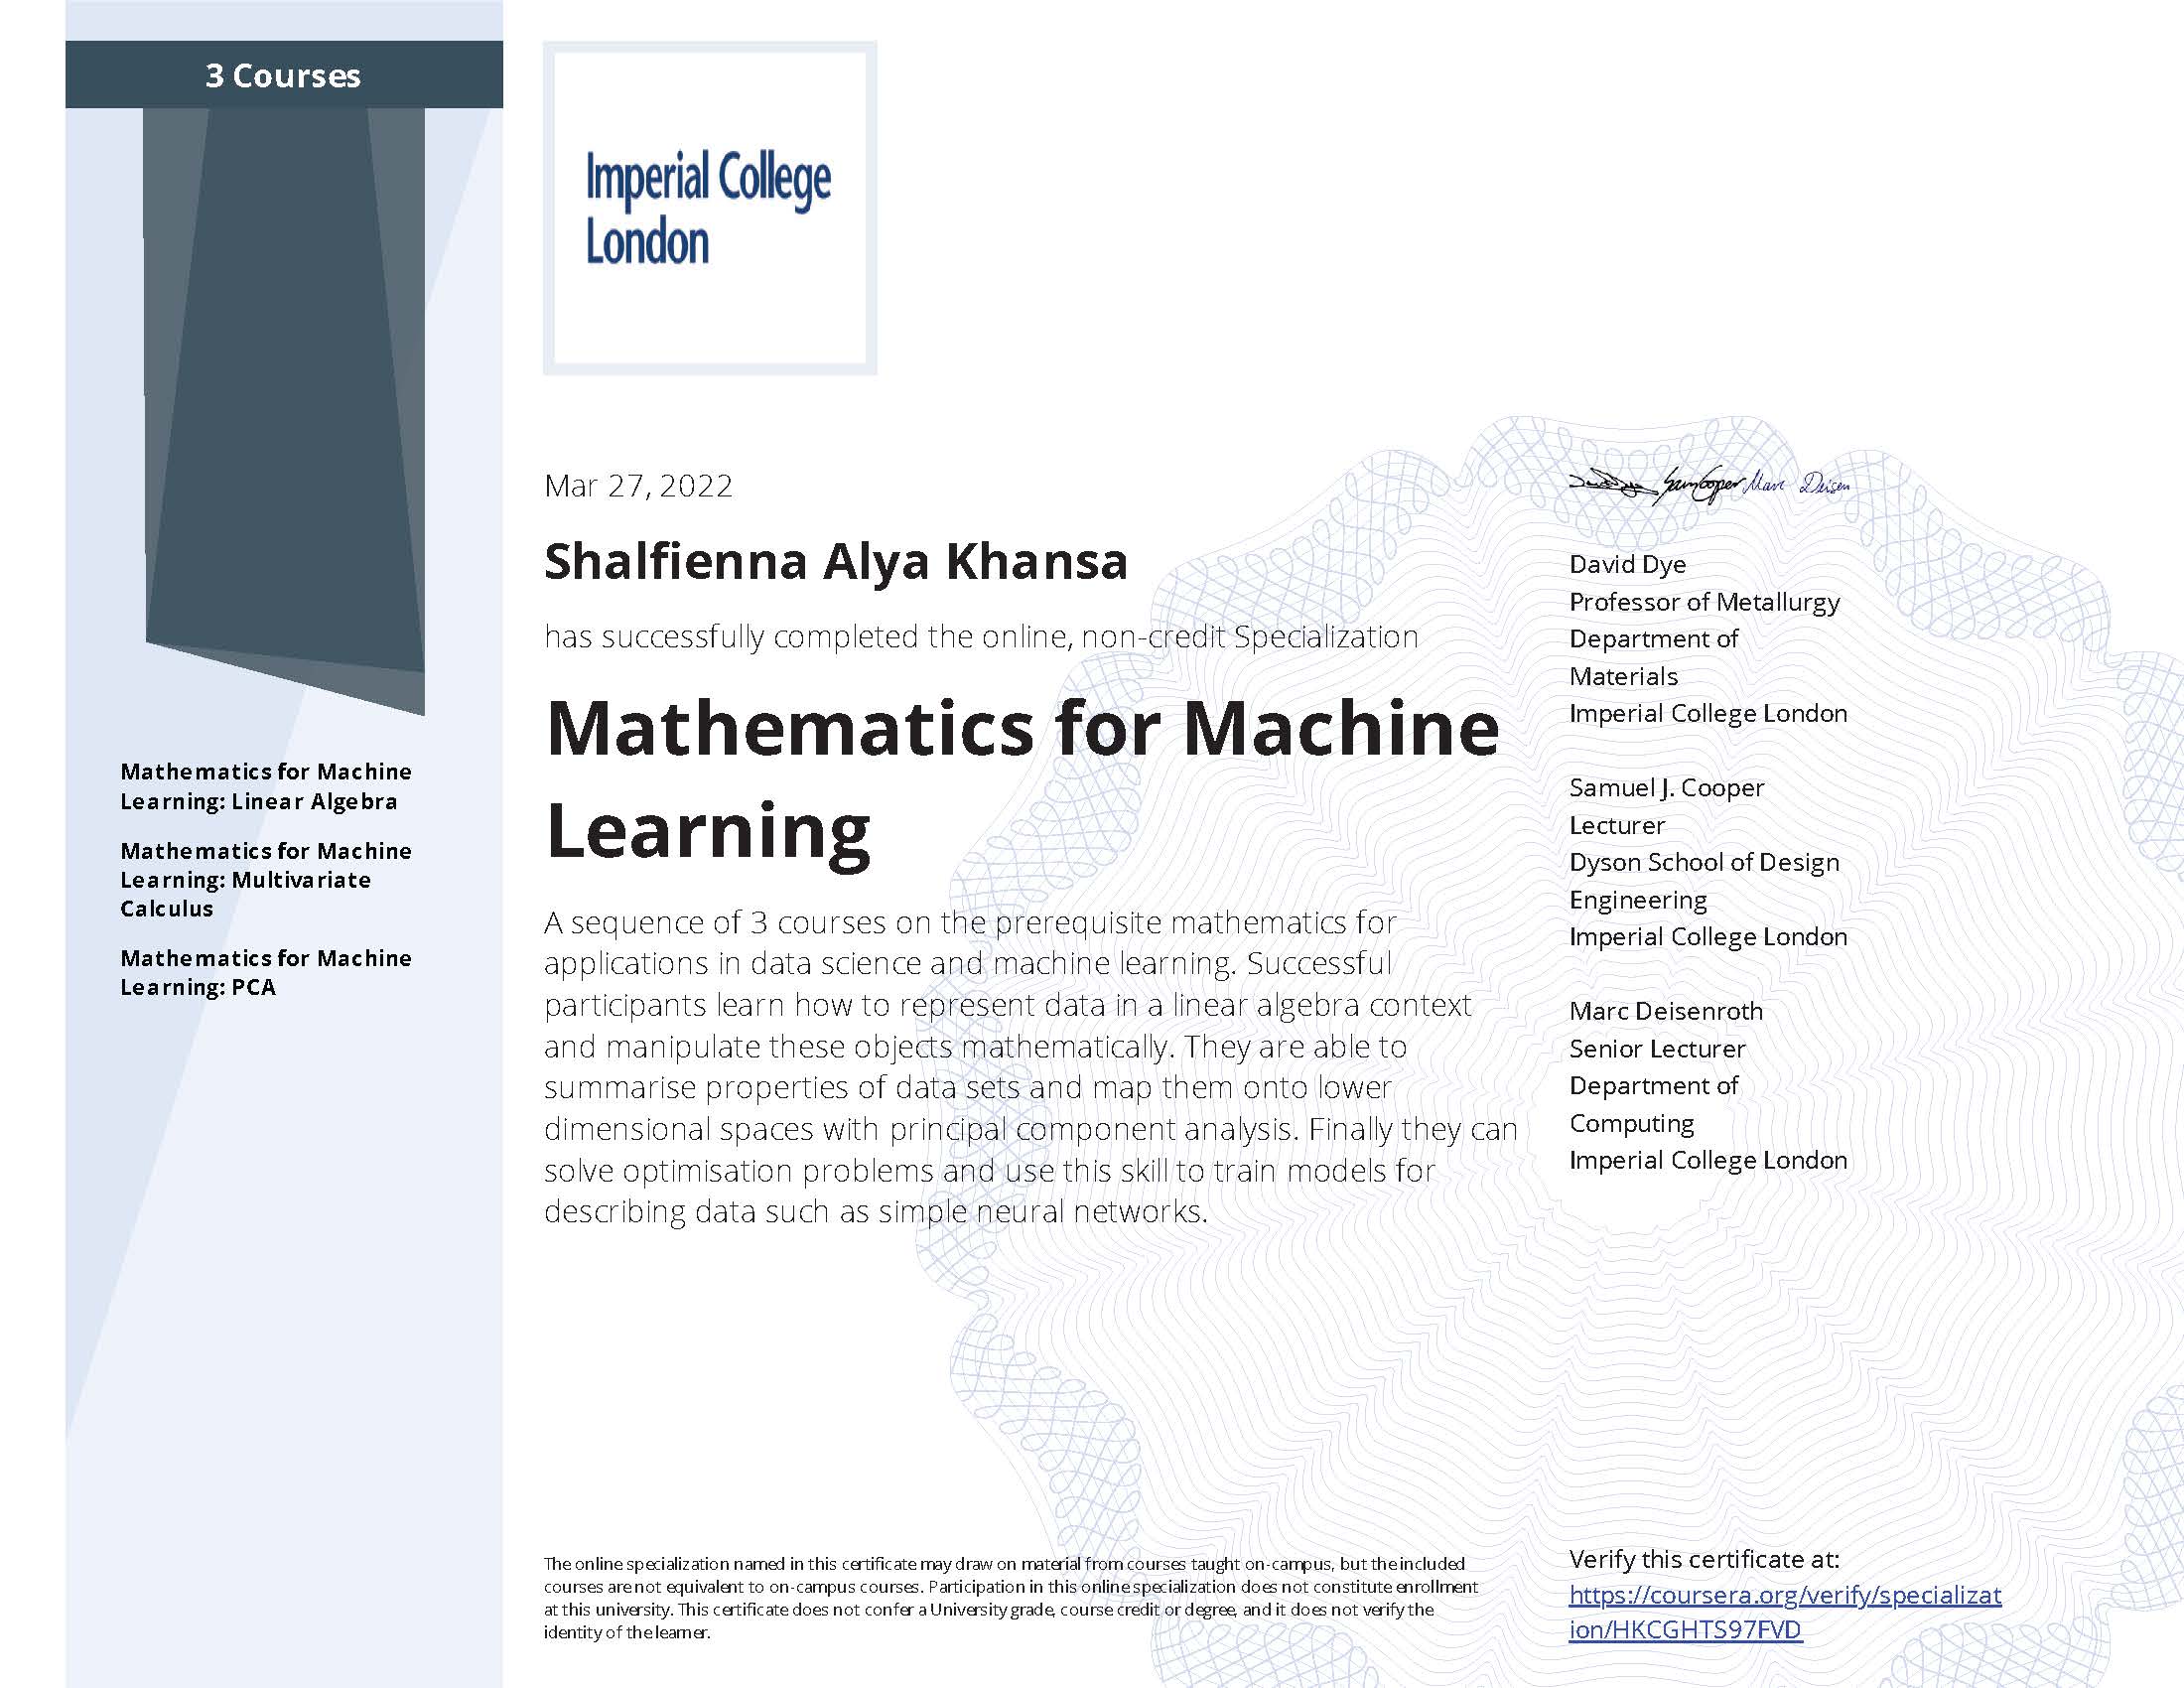 3 Courses
Mathematics for Machine
Learning: Linear Algebra
Mathematics for Machine
Learning: Multivariate
Calculus
Mathematics for Machine
Learning: PCA
Imperial College
London
Mar 27, 2022
Shalfienna Alya Khansa
has successfully completed the online, non-credit Specialization
Mathematics for Machine
Learning
A sequence of 3 courses on the prerequisite mathematics for
applications in data science and machine learning. Successful
participants learn how to represent data in a linear algebra context
and manipulate these objects mathematically. They are able to
summarise properties of data sets and map them onto lower
dimensional spaces with principal component analysis. Finally they can
solve optimisation problems and use this skill to train models for
describing data such as simple neural networks.
The online specialization named in this certificate may draw on material from courses taught on-campus, but the included
courses are not equivalent to on-campus courses. Participation in this online specialization does not constitute enrollment
at this university. This certificate does not confer a University grade, course credit or degree, and it does not verify the
identity of the learner.
Sam Cooper Marc Deisen
David Dye
Professor of Metallurgy
Department of
Materials
Imperial College London
Samuel J. Cooper
Lecturer
Dyson School of Design
Engineering
Imperial College London
Marc Deisenroth
Senior Lecturer
Department of
Computing
Imperial College London
Verify this certificate at:
https://coursera.org/verify/specializat
ion/HKCGHTS97FVD